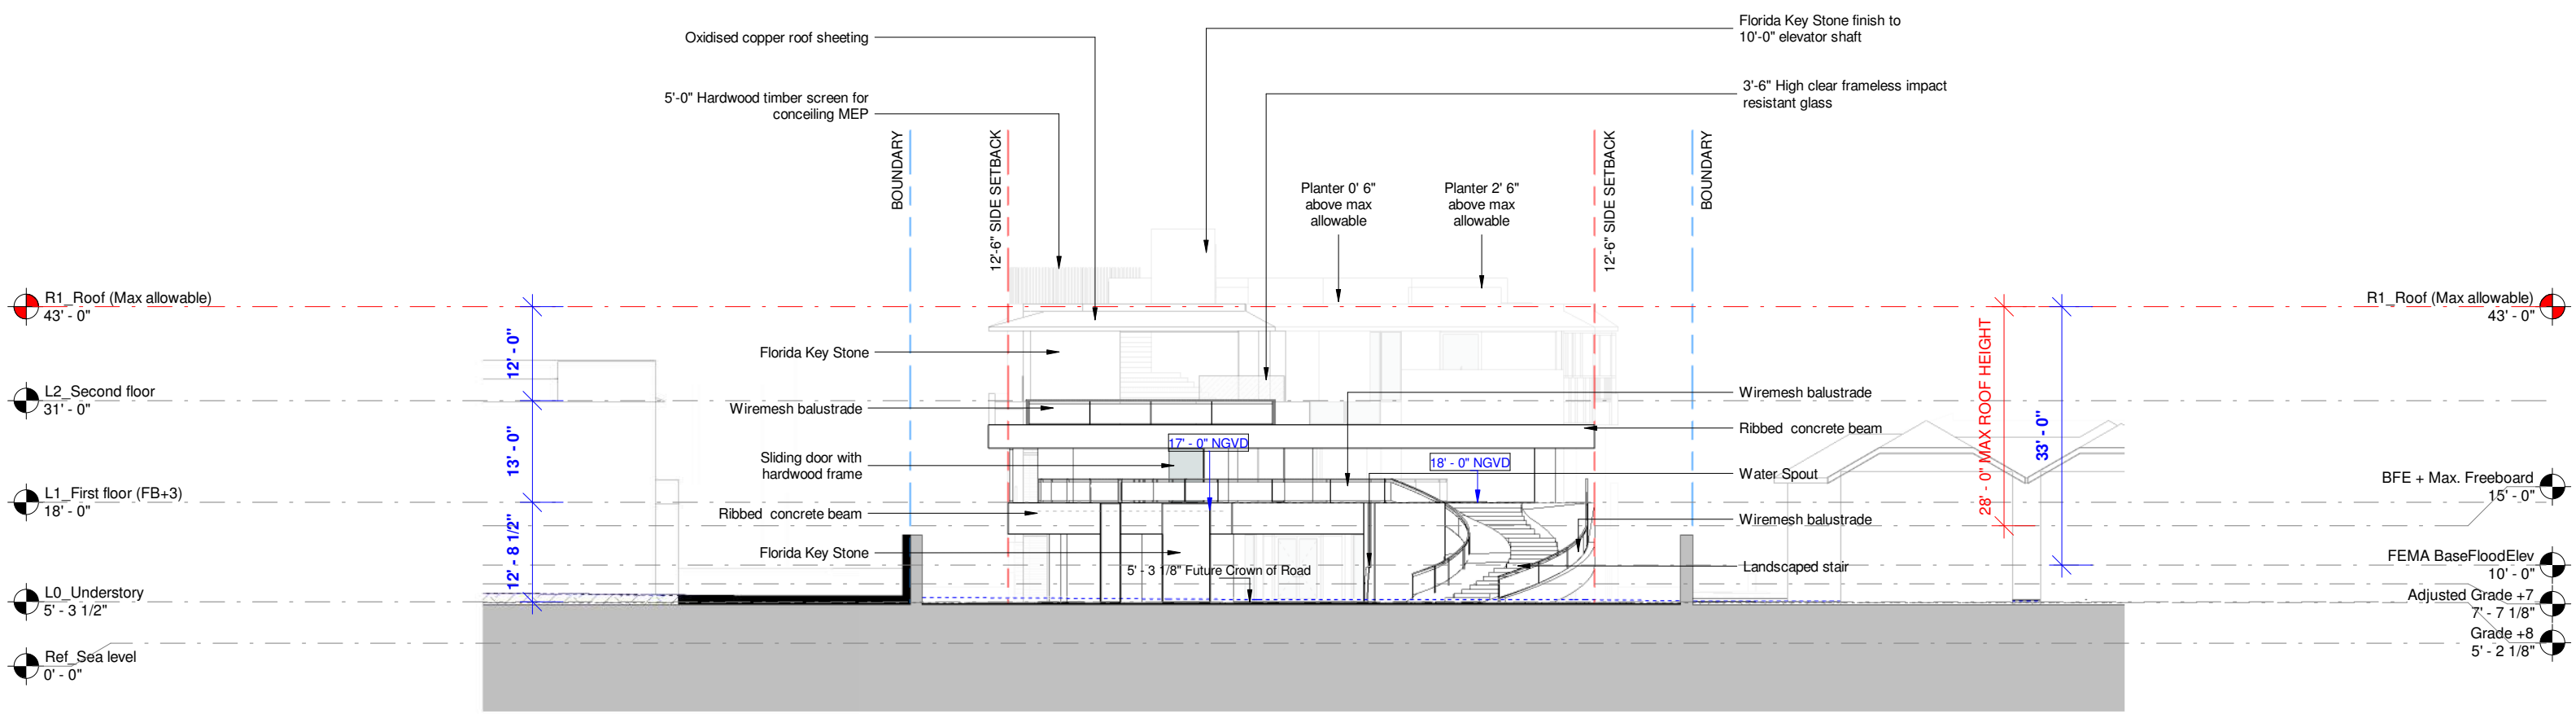 Oxidised copper roof sheeting
Florida Key Stone finish to
10'-0" elevator shaft
5'-0" Hardwood timber screen for
conceiling MEP
3'-6" High clear frameless impact
resistant glass
BOUNDARY
12'-6" SIDE SETBACK
Planter 0' 6"
above max
allowable
Planter 2' 6"
above max
allowable
12'-6" SIDE SETBACK
BOUNDARY
R1_Roof (Max allowable)
43' - 0"
R1_Roof (Max allowable)
43' - 0"
12' - 0"
Florida Key Stone
28' - 0" MAX ROOF HEIGHT
33' - 0"
L2_Second floor
31' - 0"
Wiremesh balustrade
Wiremesh balustrade
Ribbed  concrete beam
13' - 0"
17' - 0" NGVD
18' - 0" NGVD
Sliding door with
hardwood frame
Water Spout
BFE + Max. Freeboard
15' - 0"
L1_First floor (FB+3)
18' - 0"
Ribbed  concrete beam
Wiremesh balustrade
12' - 8 1/2"
Florida Key Stone
5' - 3 1/8" Future Crown of Road
Landscaped stair
FEMA BaseFloodElev
10' - 0"
L0_Understory
5' - 3 1/2"
Adjusted Grade +7
7' - 7 1/8"
Grade +8
5' - 2 1/8"
Ref_Sea level
0' - 0"